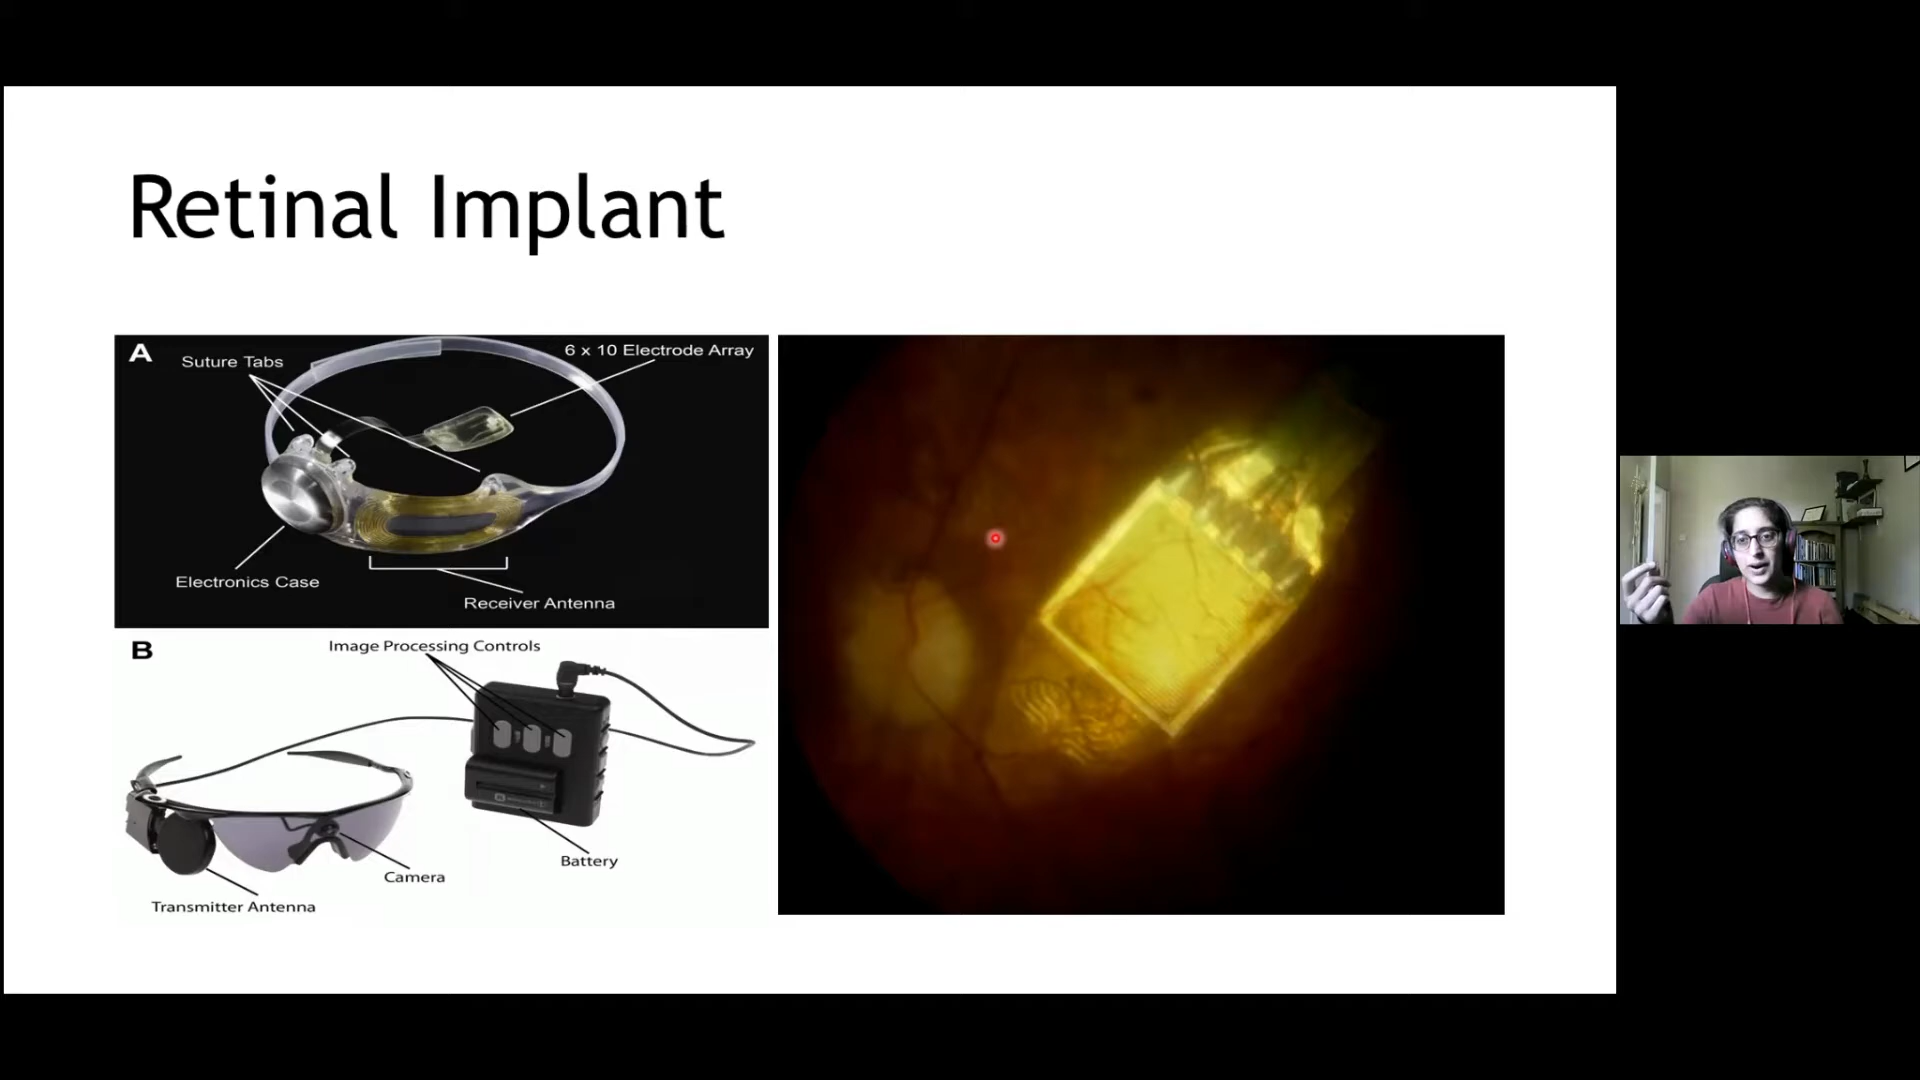 Retinal Implant
A
Suture Tabs
6 x 10 Electrode Array
Electronics Case
Receiver Antenna
B
Image Processing Controls
Battery
Camera
Transmitter Antenna